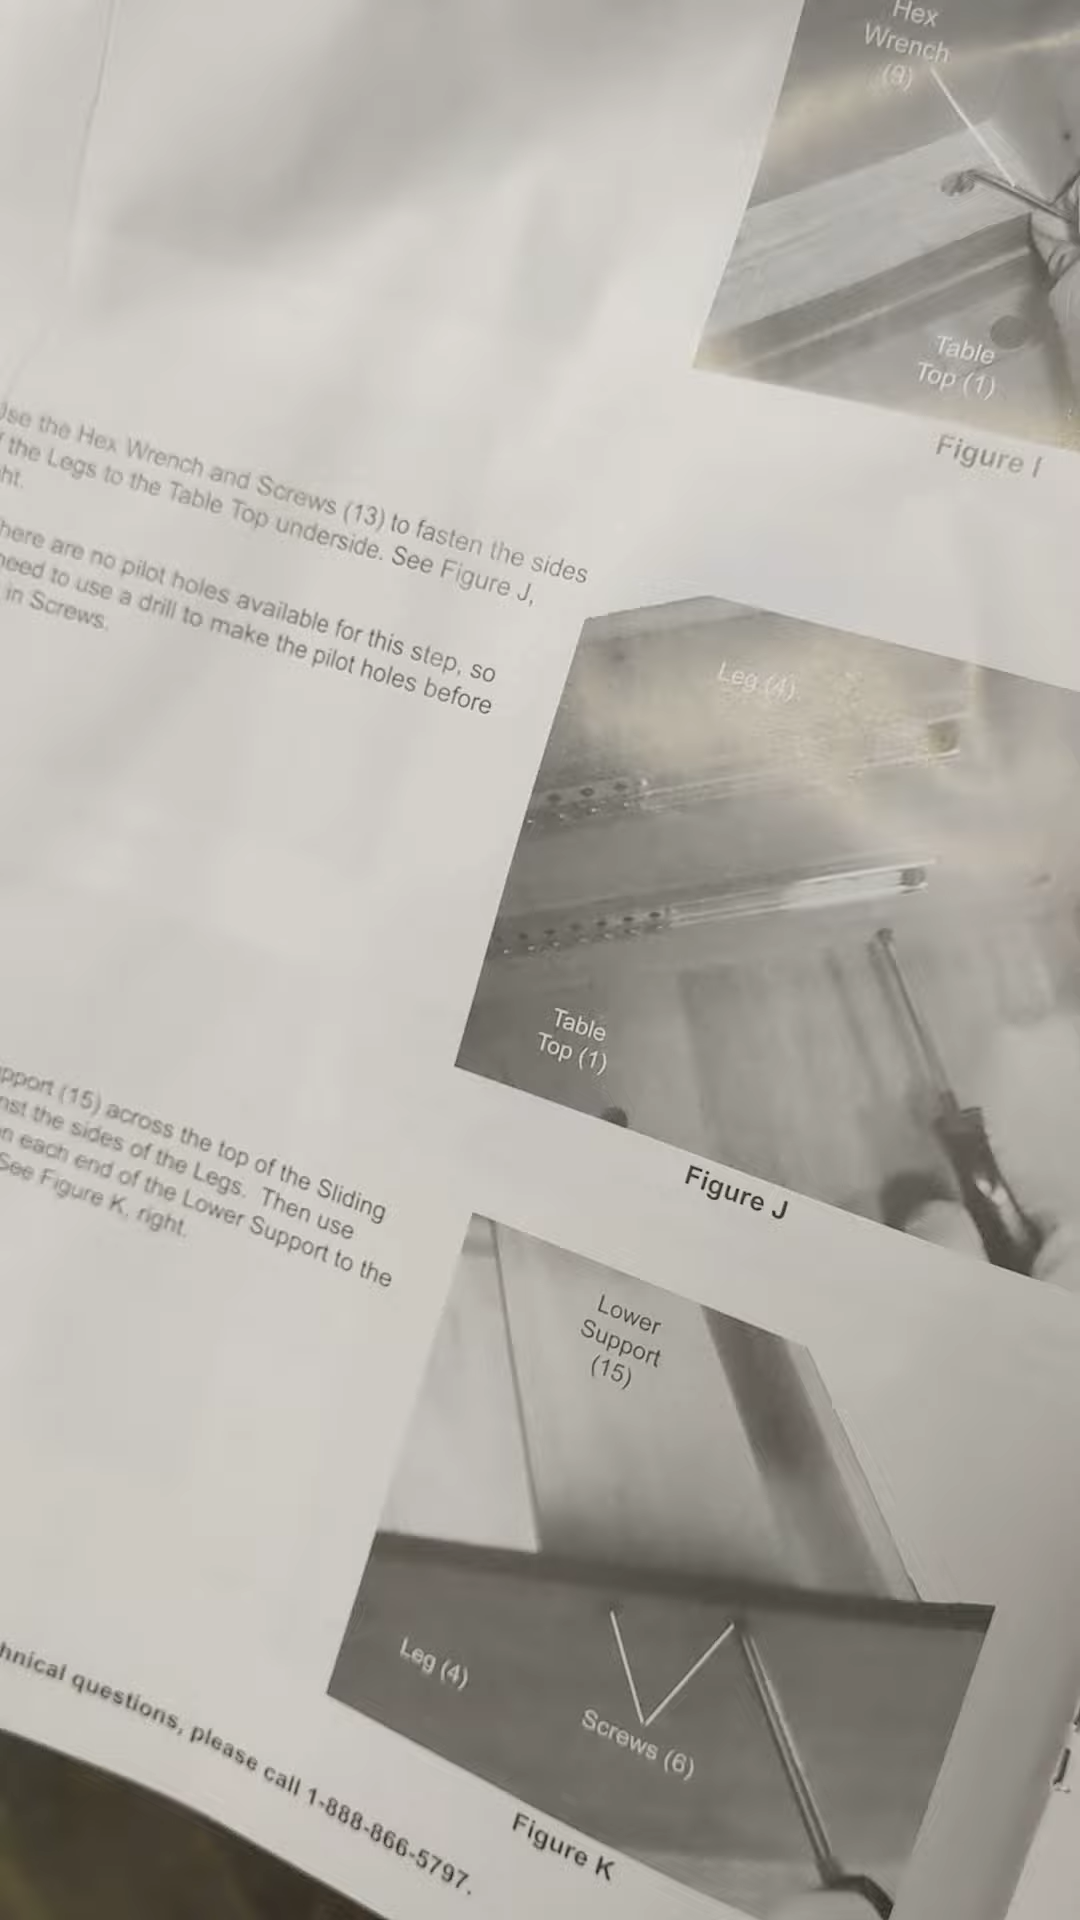 Hex
Wrench
(9)
Table
Top (1)
Figure I
Use the Hex Wrench and Screws (13) to fasten the sides
the Legs to the Table Top underside. See Figure J,
ht.
here are no pilot holes available for this step, so
need to use a drill to make the pilot holes before
in Screws.
Leg (4)
Table
Top (1)
Figure J
pport (15) across the top of the Sliding
nst the sides of the Legs. Then use
n each end of the Lower Support to the
See Figure K, right.
Lower
Support
(15)
Leg (4)
Screws (6)
Figure K
hnical questions, please call 1-888-866-5797.